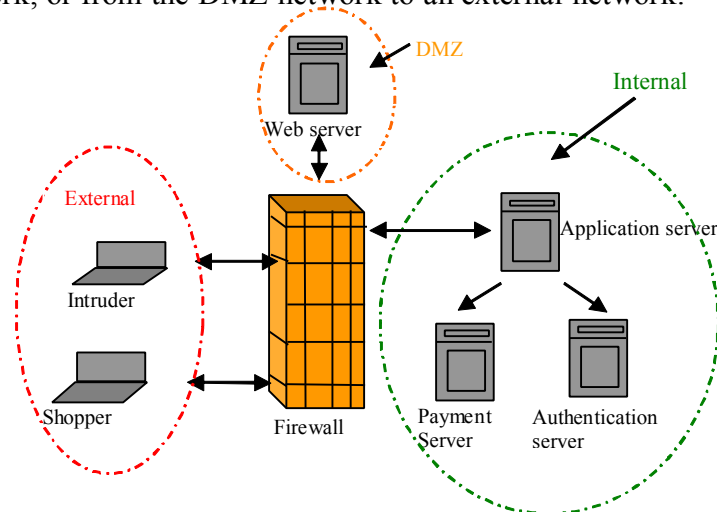 or from the DMZ network to an external network.
DMZ
Web server
Internal
External
Application server
Intruder
Shopper
Firewall
Payment
Server
Authentication
server